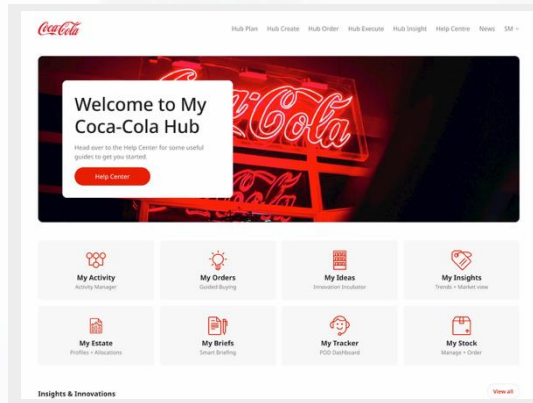 Coca-Cola
Hub Plan Hub Create Hub Order Hub Execute Hub Insight Help Centre News SM
Coca-Cola
Welcome to My
Coca-Cola Hub
Head over to the Help Center for some useful
guides to get you started.
Help Center
My Activity
Activity Manager
My Orders
Guided Buying
My Ideas
Innovation Incubator
My Insights
Trends + Market view
My Estate
Profiles + Allocations
My Briefs
Smart Briefing
My Tracker
POD Dashboard
My Stock
Manage + Order
Insights & Innovations
View all